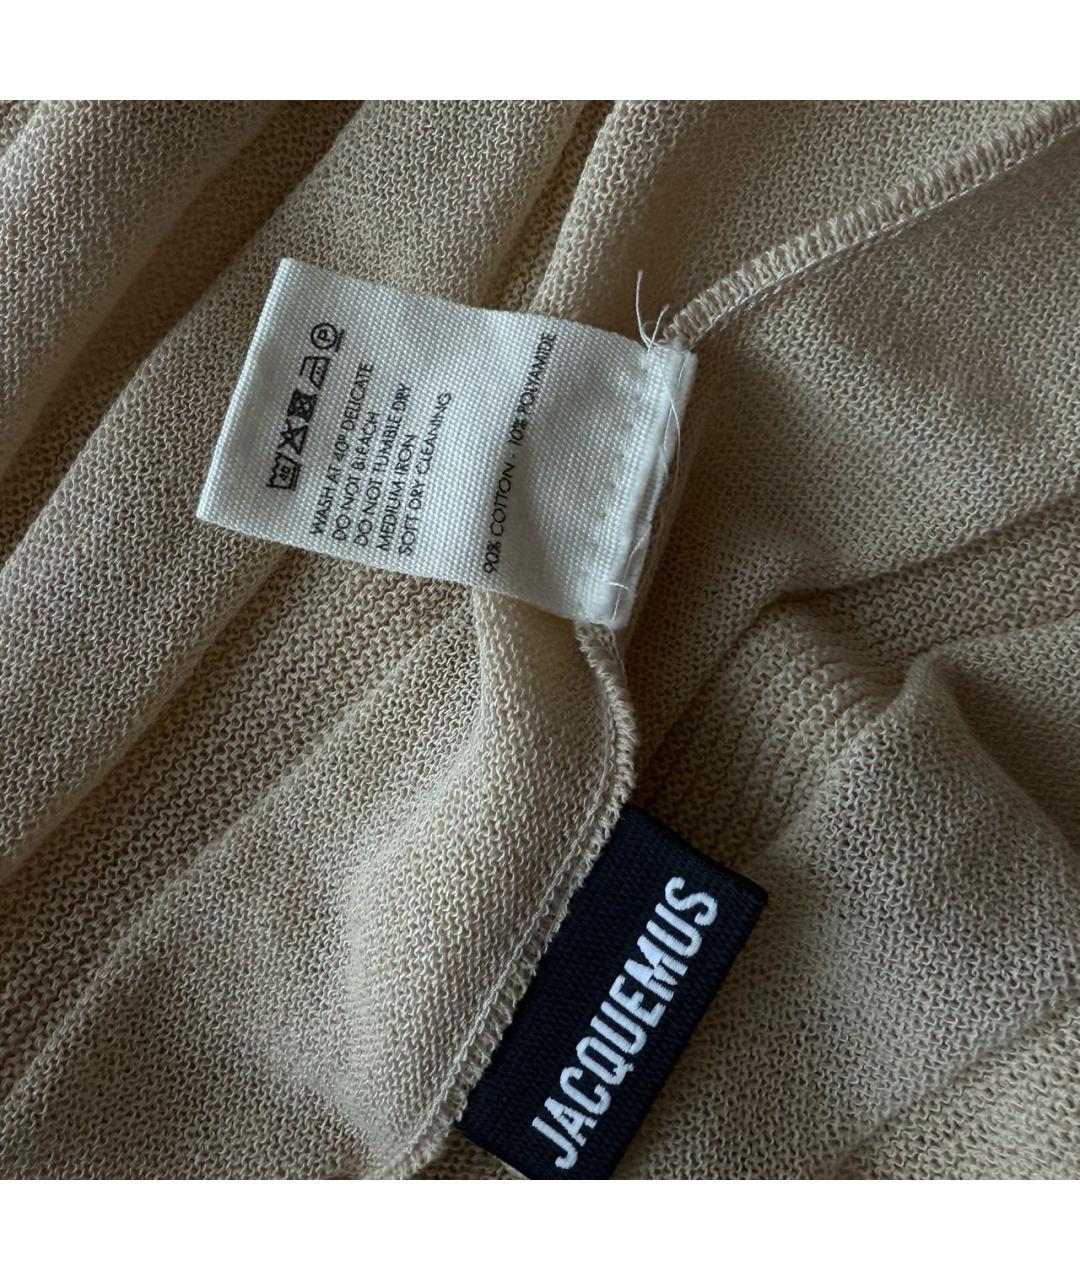 WASH AT 40º DELICATE
DO NOT BLEACH
DO NOT TUMBLE DRY
MEDIUM IRON
SOFT DRY CLEANING
90% COTTON - 10% POLYAMIDE
JACQUEMUS